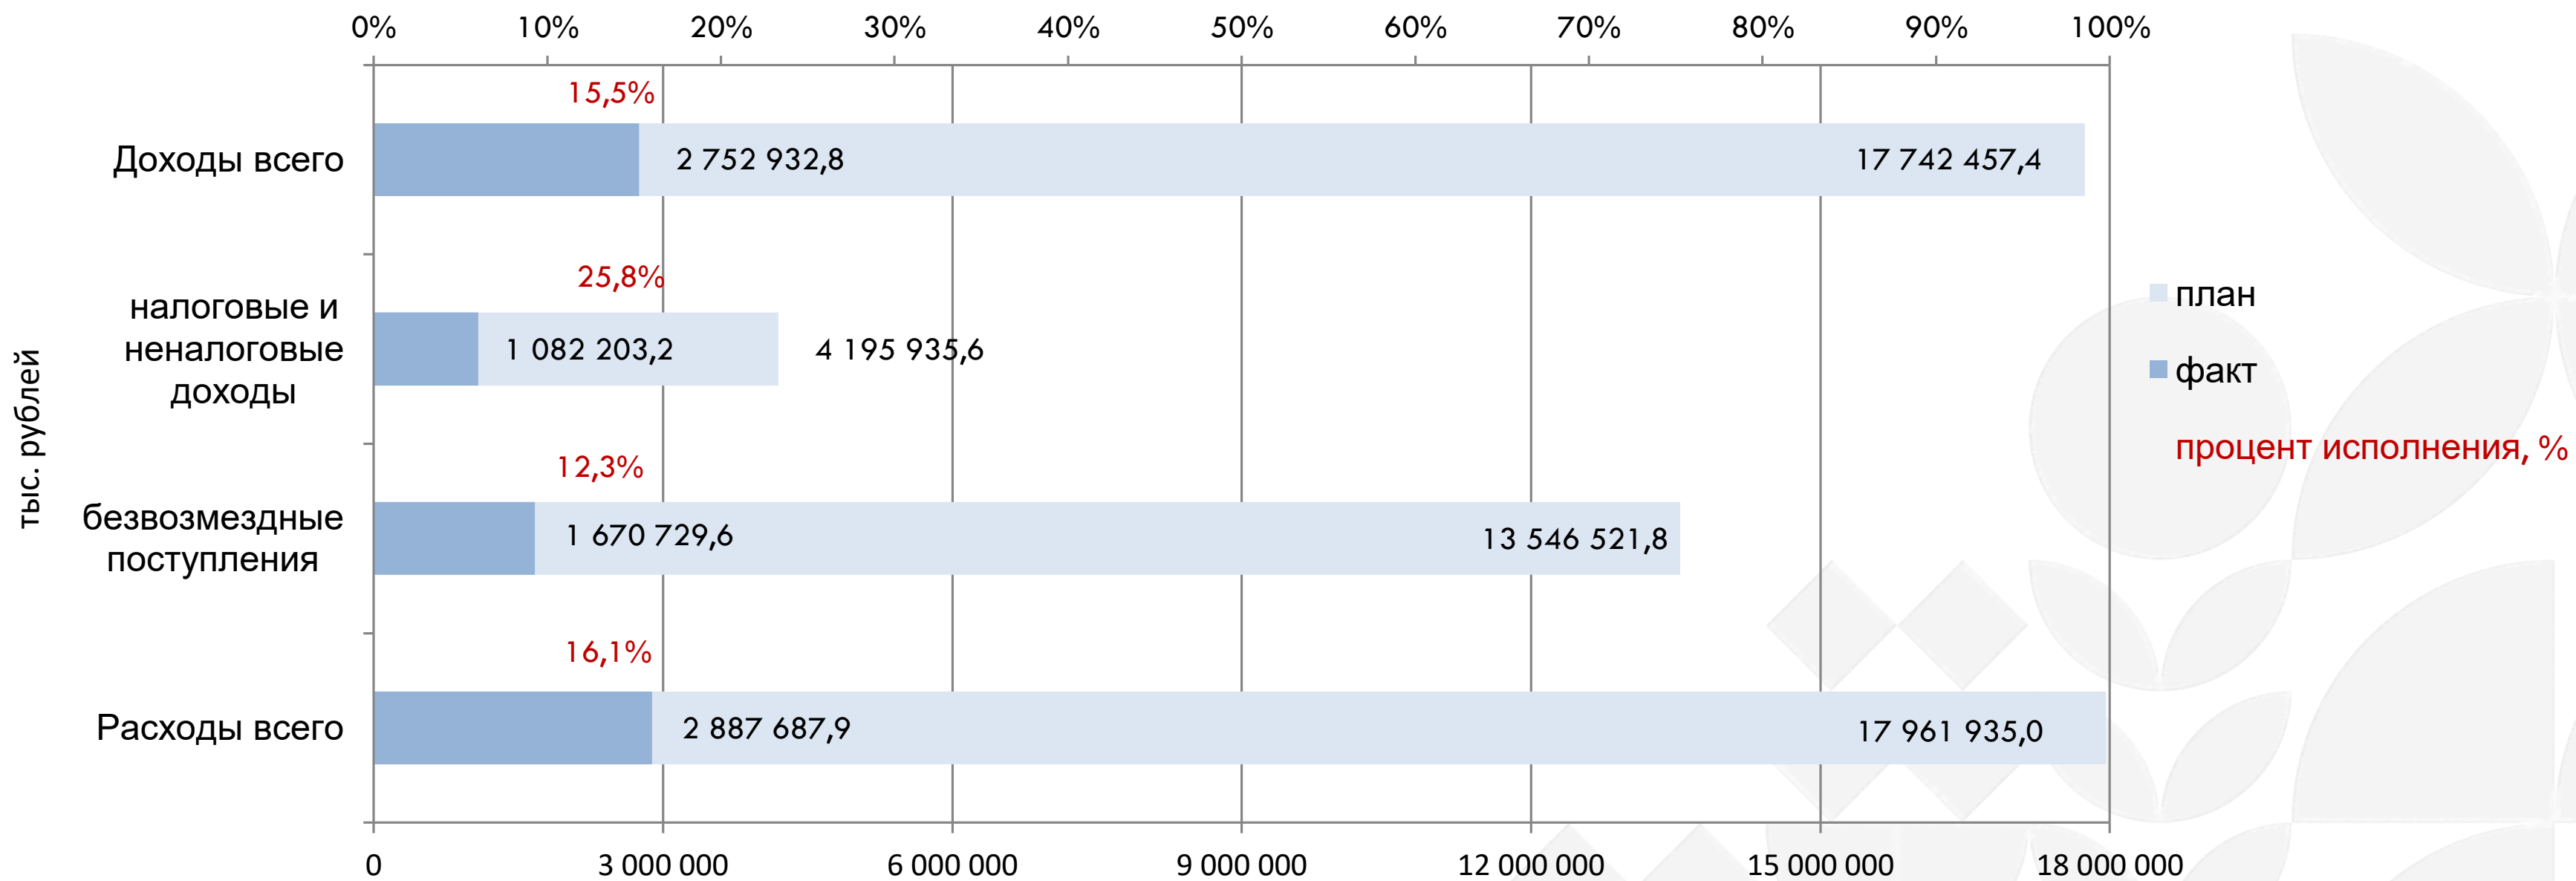 0% 10% 20% 30% 40% 50% 60% 70% 80% 90% 100%
15,5%
Доходы всего
2 752 932,8
17 742 457,4
25,8%
налоговые и
неналоговые
доходы
1 082 203,2
4 195 935,6
12,3%
безвозмездные
поступления
1 670 729,6
13 546 521,8
16,1%
Расходы всего
2 887 687,9
17 961 935,0
тыс. рублей
план
факт
процент исполнения, %
0 3 000 000 6 000 000 9 000 000 12 000 000 15 000 000 18 000 000